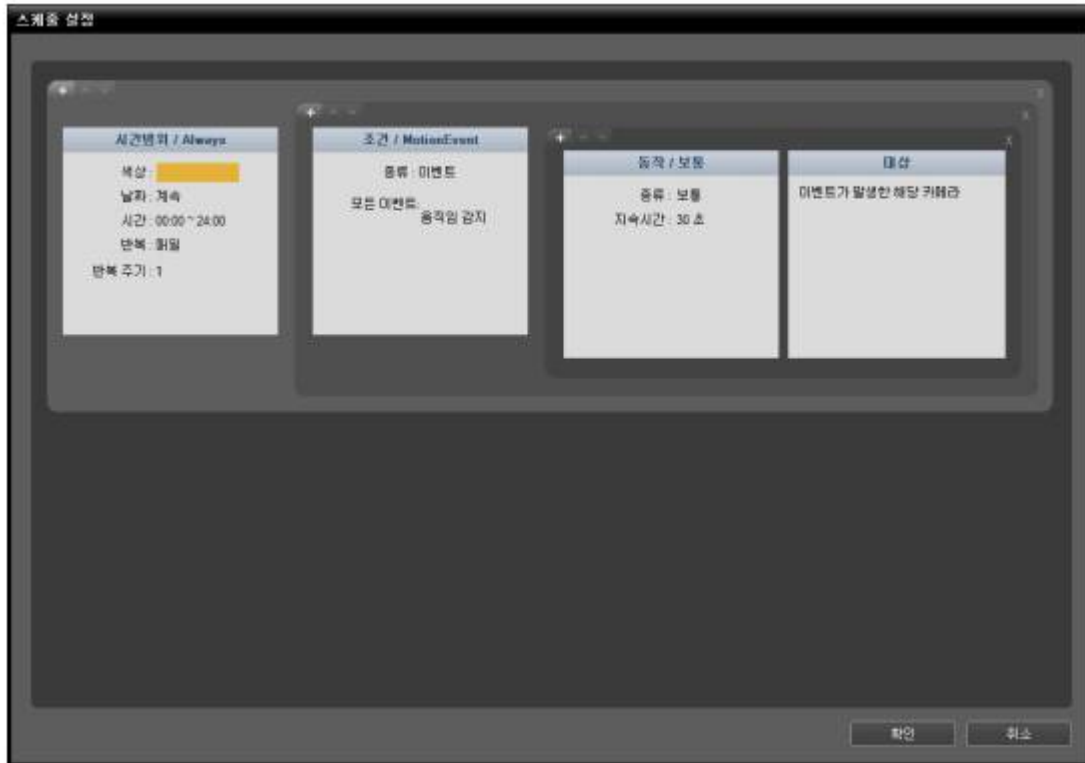 스케줄 설정
시간범위 / Always
색상 :
날짜 : 계속
시간 : 00:00 ~ 24:00
반복 : 매일
반복 주기 : 1
조건 / MotionEvent
종류 : 이벤트
모든 이벤트.
움직임 감지
동작 / 보통
종류 : 보통
지속시간 : 30 초
대상
이벤트가 발생한 해당 카메라
확인
취소